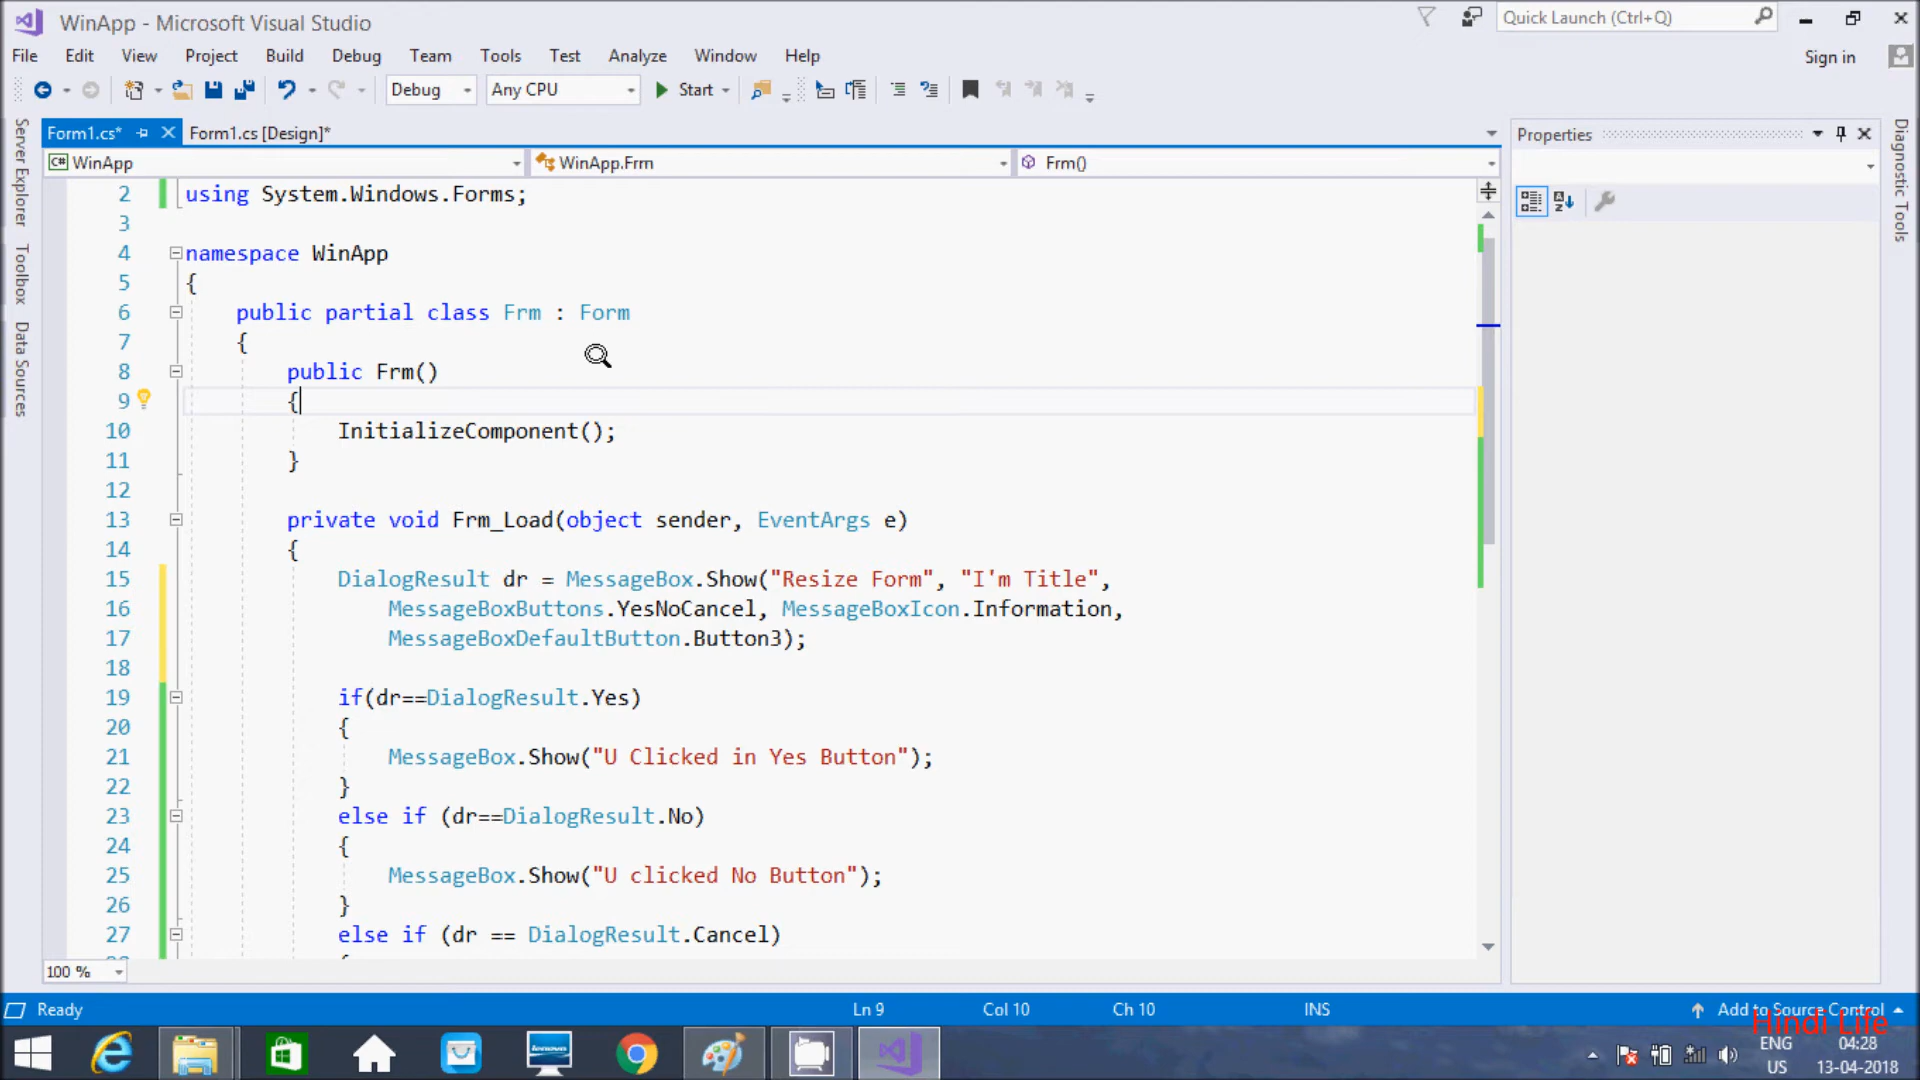 WinApp - Microsoft Visual Studio
Quick Launch (Ctrl+Q)
File Edit View Project Build Debug Team Tools Test Analyze Window Help
Sign in
Debug Any CPU Start
Form1.cs* Form1.cs [Design]*
Properties
C# WinApp WinApp.Frm Frm()
Server Explorer
Toolbox
Data Sources
Diagnostic Tools
2 using System.Windows.Forms;
3
4 namespace WinApp
5 {
6 public partial class Frm : Form
7 {
8 public Frm()
9 {
10 InitializeComponent();
11 }
12
13 private void Frm_Load(object sender, EventArgs e)
14 {
15 DialogResult dr = MessageBox.Show("Resize Form", "I'm Title",
16 MessageBoxButtons.YesNoCancel, MessageBoxIcon.Information,
17 MessageBoxDefaultButton.Button3);
18
19 if(dr==DialogResult.Yes)
20 {
21 MessageBox.Show("U Clicked in Yes Button");
22 }
23 else if (dr==DialogResult.No)
24 {
25 MessageBox.Show("U clicked No Button");
26 }
27 else if (dr == DialogResult.Cancel)
100 %
Ready Ln 9 Col 10 Ch 10 INS Add to Source Control
Hindi Life
lenovo
ENG 04:28
US 13-04-2018